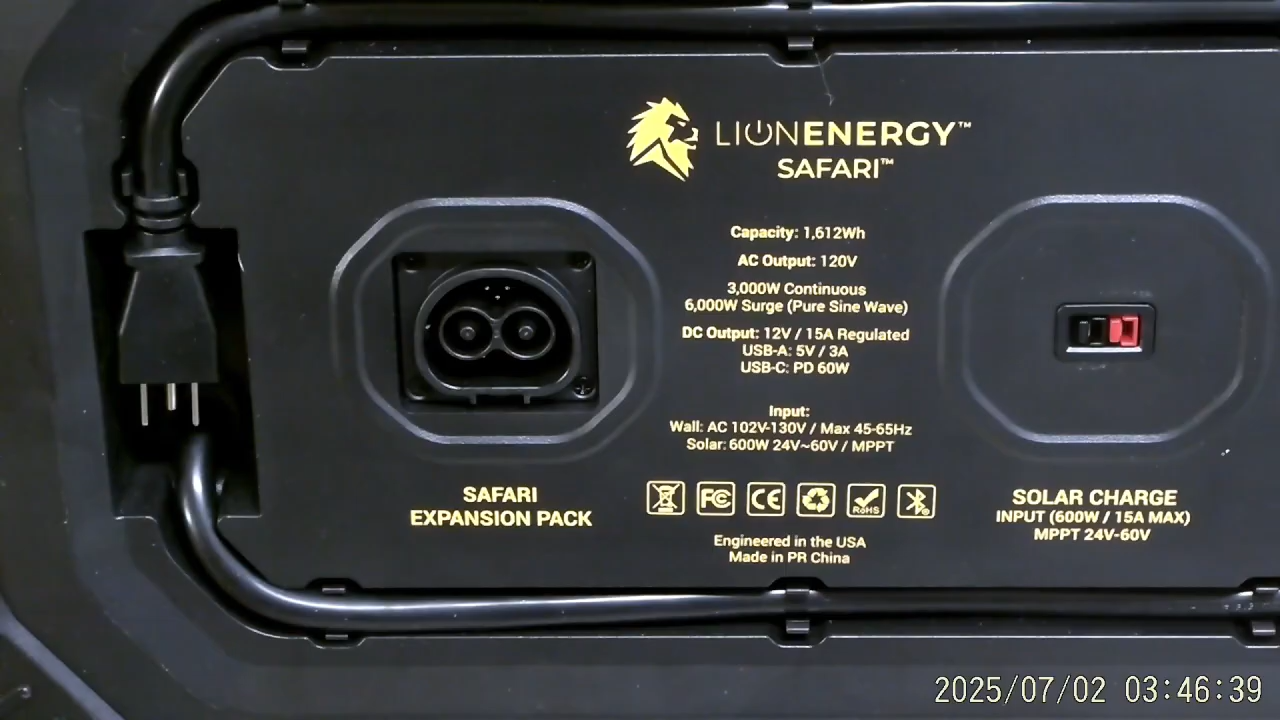 LIONENERGY™
SAFARI™
Capacity: 1,612Wh
AC Output: 120V
3,000W Continuous
6,000W Surge (Pure Sine Wave)
DC Output: 12V / 15A Regulated
USB-A: 5V / 3A
USB-C: PD 60W
Input:
Wall: AC 102V-130V / Max 45-65Hz
Solar: 600W 24V~60V / MPPT
FC CE RoHS
Engineered in the USA
Made in PR China
SAFARI
EXPANSION PACK
SOLAR CHARGE
INPUT (600W / 15A MAX)
MPPT 24V-60V
2025/07/02 03:46:39